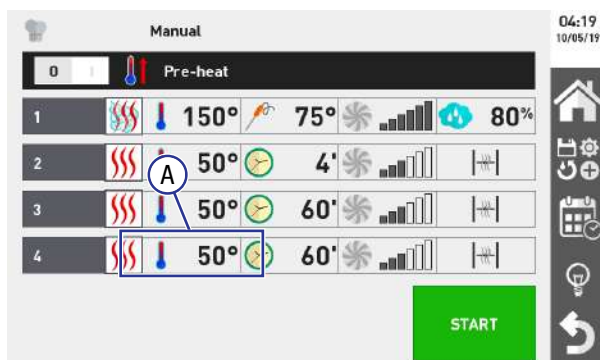 Manual
04:19
10/05/19
0 I Pre-heat
1 150° 75° 80%
2 50° 4'
A
3 50° 60'
4 50° 60'
START